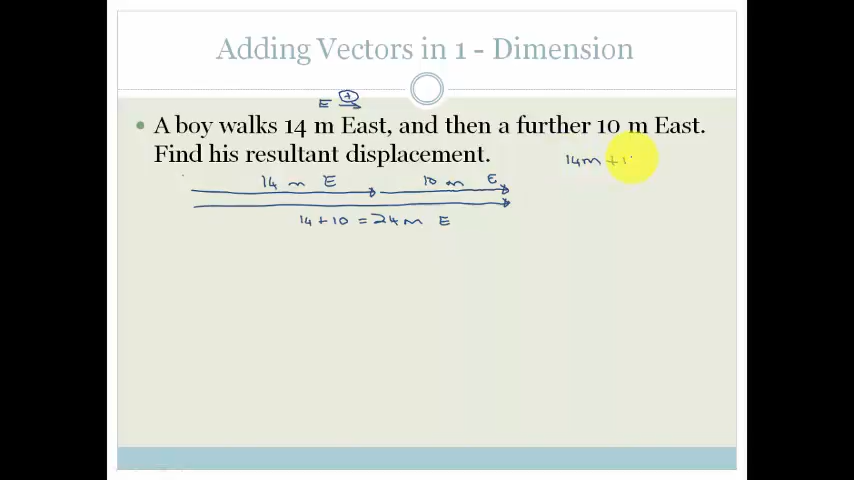 Adding Vectors in 1 - Dimension
E +
A boy walks 14 m East, and then a further 10 m East.
Find his resultant displacement.
14m +
14 m E 10 m E
14 + 10 = 24 m E